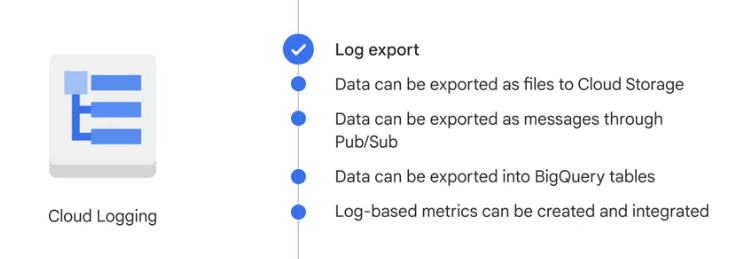 Log export
Data can be exported as files to Cloud Storage
Data can be exported as messages through
Pub/Sub
Data can be exported into BigQuery tables
Log-based metrics can be created and integrated
Cloud Logging